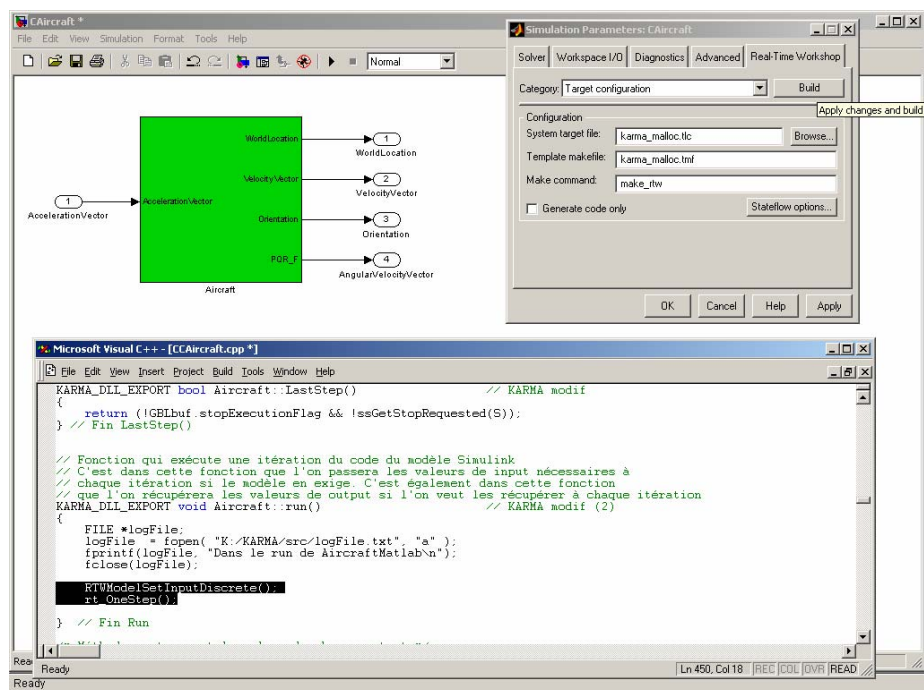 CAircraft *
File Edit View Simulation Format Tools Help
Normal
1
AccelerationVector
AccelerationVector
WorldLocation
VelocityVector
Orientation
PQR_F
Aircraft
1
WorldLocation
2
VelocityVector
3
Orientation
4
AngularVelocityVector
Simulation Parameters: CAircraft
Solver Workspace I/O Diagnostics Advanced Real-Time Workshop
Category: Target configuration Build
Apply changes and build
Configuration
System target file: karma_malloc.tlc Browse...
Template makefile: karma_malloc.tmf
Make command: make_rtw
Generate code only Stateflow options...
OK Cancel Help Apply
Microsoft Visual C++ - [CCAircraft.cpp *]
File Edit View Insert Project Build Tools Window Help
KARMA_DLL_EXPORT bool Aircraft::LastStep() // KARMA modif
{
return (!GBLbuf.stopExecutionFlag && !ssGetStopRequested(S));
} // Fin LastStep()
// Fonction qui exécute une itération du code du modèle Simulink
// C'est dans cette fonction que l'on passera les valeurs de input nécessaires à
// chaque itération si le modèle en exige. C'est également dans cette fonction
// que l'on récupérera les valeurs de output si l'on veut les récupérer à chaque itération
KARMA_DLL_EXPORT void Aircraft::run() // KARMA modif (2)
{
FILE *logFile;
logFile = fopen( "K:/KARMA/src/logFile.txt", "a" );
fprintf(logFile, "Dans le run de AircraftMatlab\n");
fclose(logFile);
RTWModelSetInputDiscrete();
rt_OneStep();
} // Fin Run
Ready Ln 450, Col 18 REC COL OVR READ
Ready